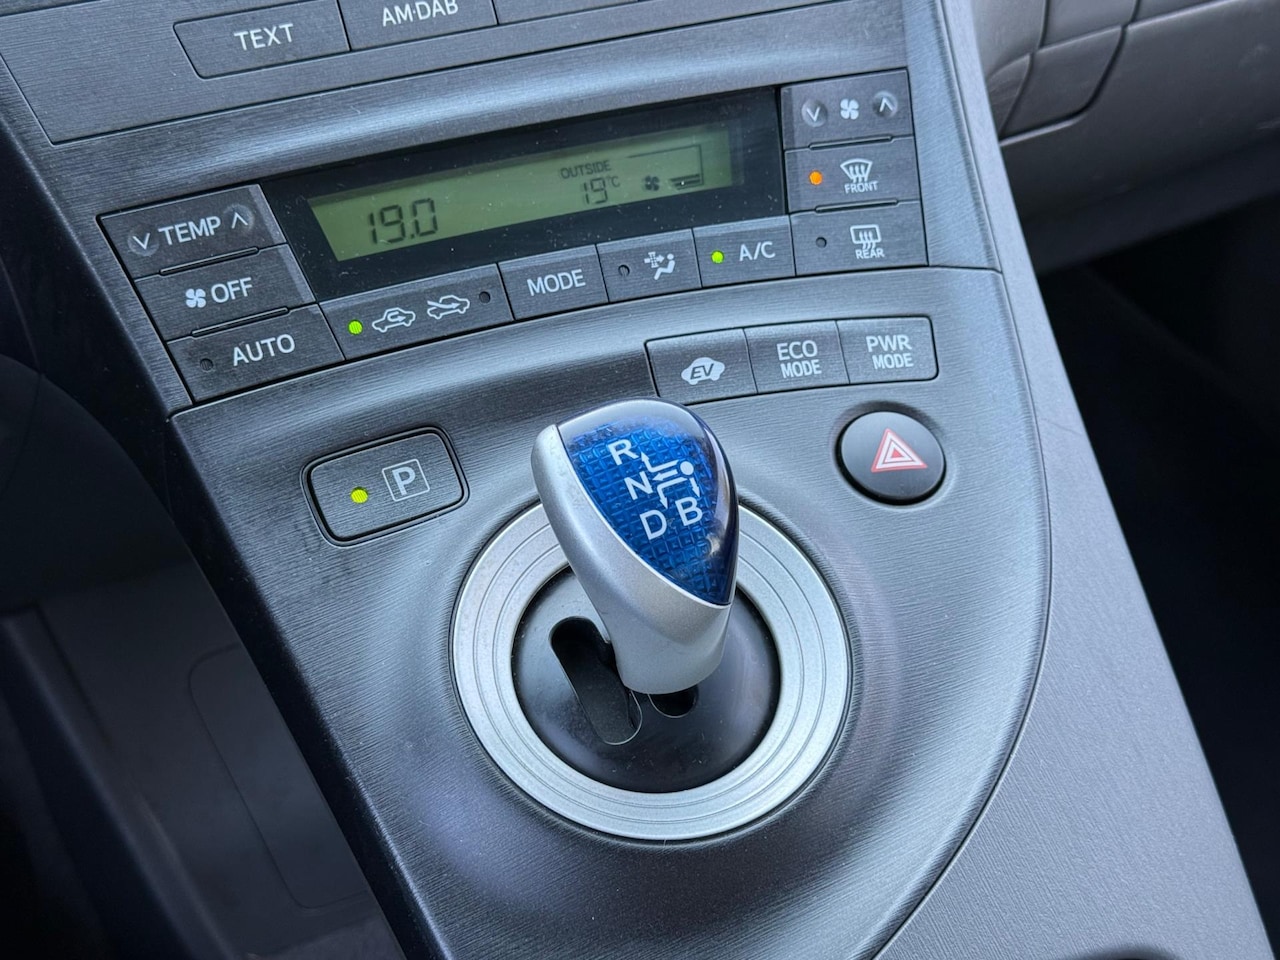 TEXT
AM·DAB
TEMP
19.0
OUTSIDE
19°C
FRONT
OFF
MODE
A/C
REAR
AUTO
EV
ECO
MODE
PWR
MODE
P
R
N
D B